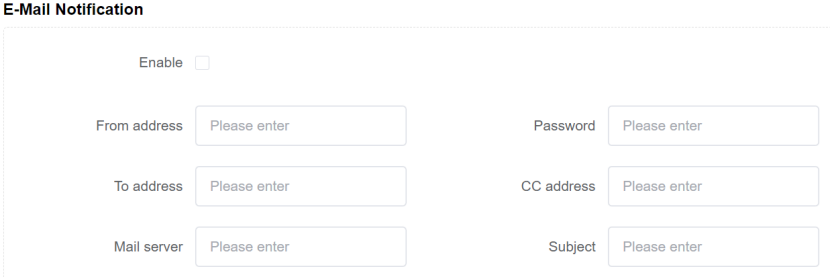 E-Mail Notification
Enable
From address Please enter Password Please enter
To address Please enter CC address Please enter
Mail server Please enter Subject Please enter